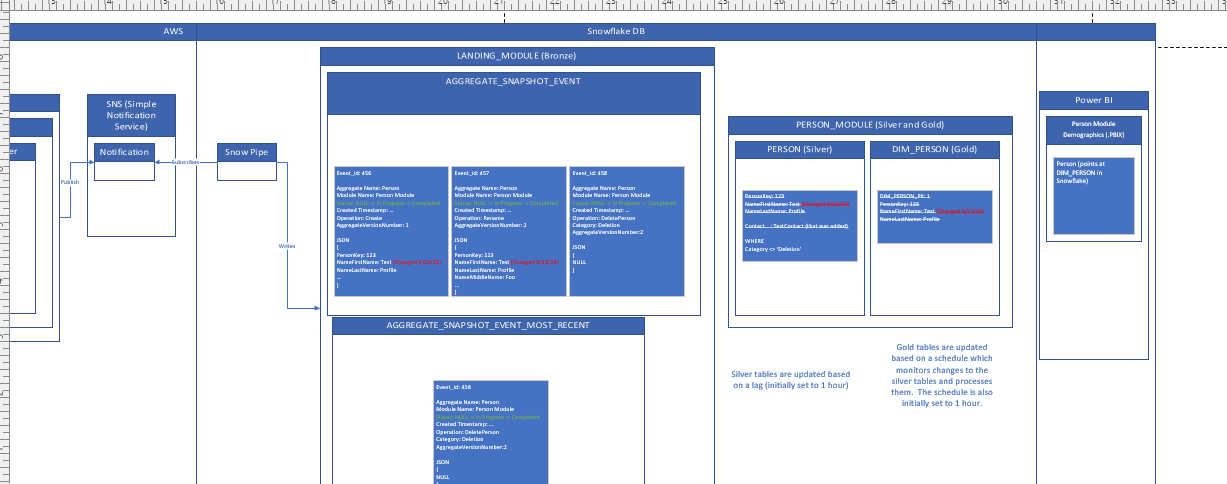 AWS
Snowflake DB
SNS (Simple
Notification
Service)
Notification
Publish
Subscribes
Snow Pipe
Writes
LANDING_MODULE (Bronze)
AGGREGATE_SNAPSHOT_EVENT
Event_id: 456
Aggregate Name: Person
Module Name: Person Module
Status: NULL -> In Progress -> Completed
Created Timestamp: ...
Operation: Create
AggregateVersionNumber: 1
JSON
{
PersonKey: 123
NameFirstName: Test
NameLastName: Profile
...
}
Event_id: 457
Aggregate Name: Person
Module Name: Person Module
Status: NULL -> In Progress -> Completed
Created Timestamp: ...
Operation: Rename
AggregateVersionNumber: 2
JSON
{
PersonKey: 123
NameFirstName: Test
NameLastName: Profile
NameMiddleName: Foo
...
}
Event_id: 458
Aggregate Name: Person
Module Name: Person Module
Status: NULL -> In Progress -> Completed
Created Timestamp: ...
Operation: DeletePerson
Category: Deletion
AggregateVersionNumber:2
JSON
{
NULL
}
AGGREGATE_SNAPSHOT_EVENT_MOST_RECENT
Event_id: 458
Aggregate Name: Person
Module Name: Person Module
Status: NULL -> In Progress -> Completed
Created Timestamp: ...
Operation: DeletePerson
Category: Deletion
AggregateVersionNumber:2
JSON
{
NULL
PERSON_MODULE (Silver and Gold)
PERSON (Silver)
PersonKey: 123
NameFirstName: Test
NameLastName: Profile
Contact... : TestContact (that was added)
WHERE
Category <> 'Deletion'
DIM_PERSON (Gold)
DIM_PERSON_PK: 1
PersonKey: 123
NameFirstName: Test
NameLastName: Profile
Silver tables are updated based
on a lag (initially set to 1 hour)
Gold tables are updated
based on a schedule which
monitors changes to the
silver tables and processes
them. The schedule is also
initially set to 1 hour.
Power BI
Person Module
Demographics (.PBIX)
Person (points at
DIM_PERSON in
Snowflake)